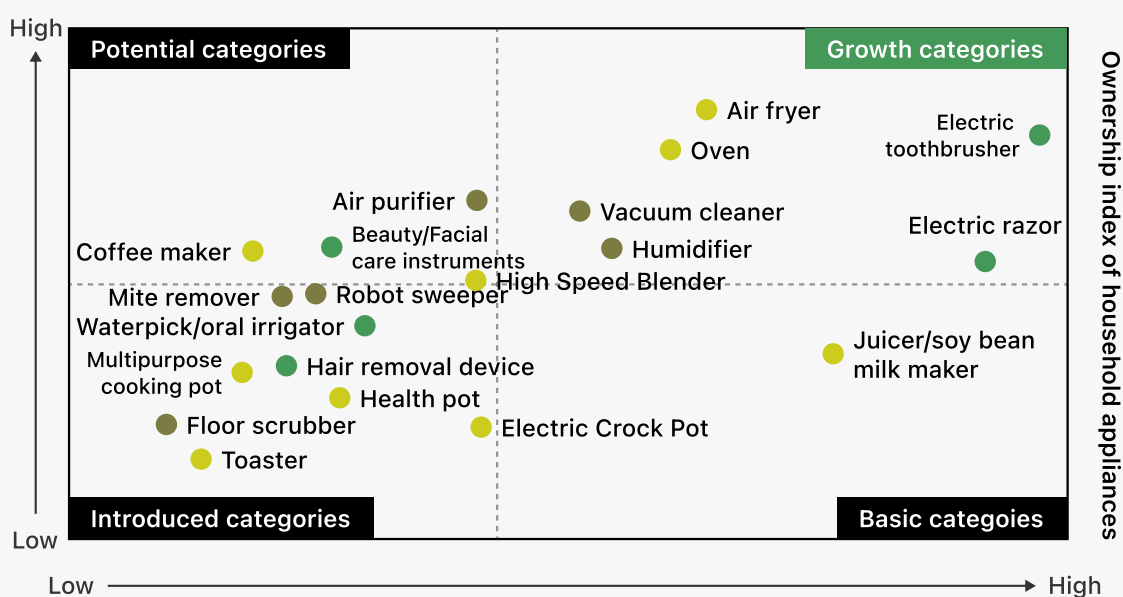 High
Potential categories
Growth categories
Ownership index of household appliances
Air fryer
Electric
toothbrusher
Oven
Air purifier
Vacuum cleaner
Electric razor
Coffee maker
Beauty/Facial
care instruments
Humidifier
High Speed Blender
Mite remover
Robot sweeper
Waterpick/oral irrigator
Juicer/soy bean
milk maker
Multipurpose
cooking pot
Hair removal device
Health pot
Floor scrubber
Electric Crock Pot
Toaster
Introduced categories
Basic categoies
Low
Low
High